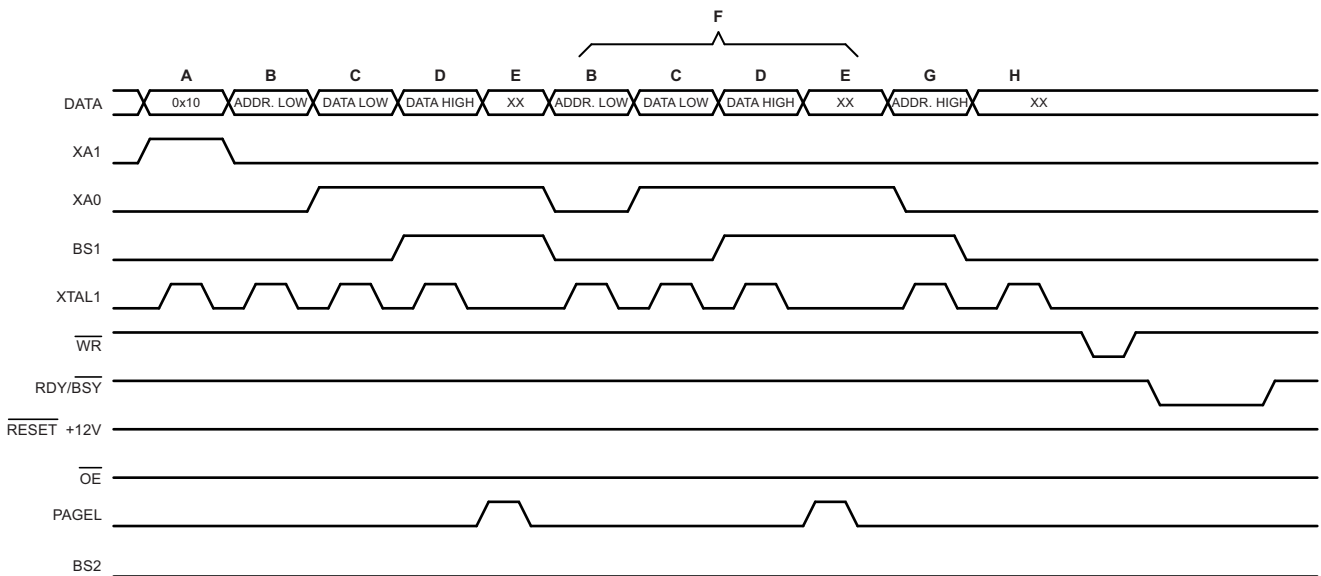 F
A B C D E B C D E G H
DATA 0x10 ADDR. LOW DATA LOW DATA HIGH XX ADDR. LOW DATA LOW DATA HIGH XX ADDR. HIGH XX
XA1
XA0
BS1
XTAL1
WR
RDY/BSY
RESET +12V
OE
PAGEL
BS2